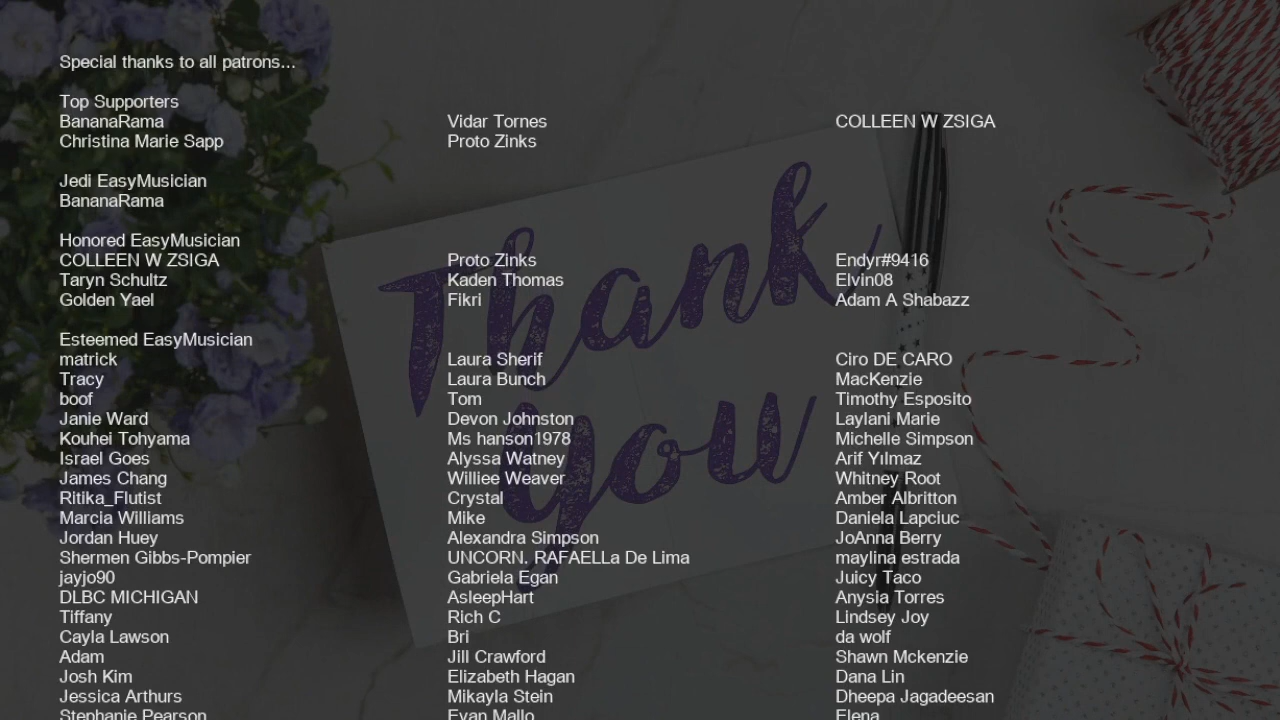 Special thanks to all patrons...
Top Supporters
BananaRama Vidar Tornes COLLEEN W ZSIGA
Christina Marie Sapp Proto Zinks
Jedi EasyMusician
BananaRama
Honored EasyMusician
COLLEEN W ZSIGA Proto Zinks Endyr#9416
Taryn Schultz Kaden Thomas Elvin08
Golden Yael Fikri Adam A Shabazz
Esteemed EasyMusician
matrick Laura Sherif Ciro DE CARO
Tracy Laura Bunch MacKenzie
boof Tom Timothy Esposito
Janie Ward Devon Johnston Laylani Marie
Kouhei Tohyama Ms hanson1978 Michelle Simpson
Israel Goes Alyssa Watney Arif Yılmaz
James Chang Williee Weaver Whitney Root
Ritika_Flutist Crystal Amber Albritton
Marcia Williams Mike Daniela Lapciuc
Jordan Huey Alexandra Simpson JoAnna Berry
Shermen Gibbs-Pompier UNCORN. RAFAELLa De Lima maylina estrada
jayjo90 Gabriela Egan Juicy Taco
DLBC MICHIGAN AsleepHart Anysia Torres
Tiffany Rich C Lindsey Joy
Cayla Lawson Bri da wolf
Adam Jill Crawford Shawn Mckenzie
Josh Kim Elizabeth Hagan Dana Lin
Jessica Arthurs Mikayla Stein Dheepa Jagadeesan
Stephanie Pearson Evan Mallo Elena
Thank
you